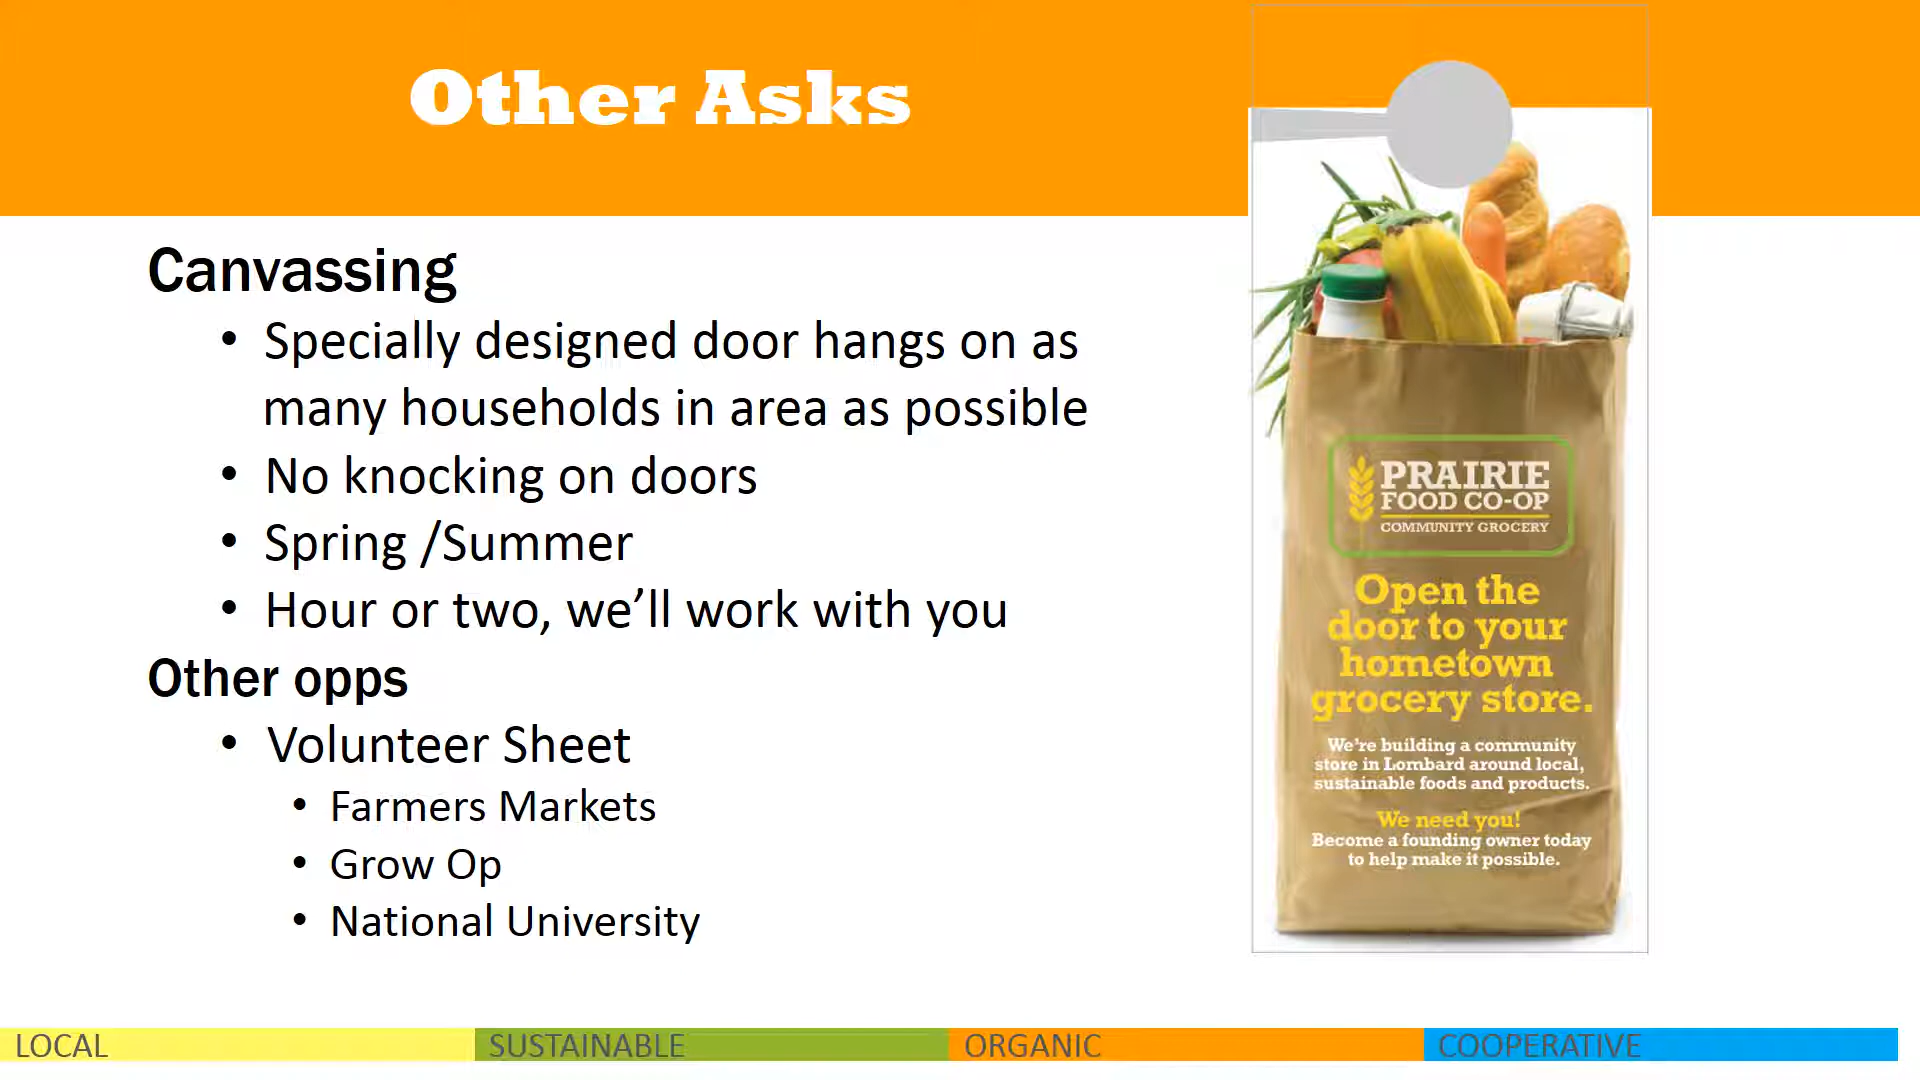 Other Asks
Canvassing
• Specially designed door hangs on as
many households in area as possible
• No knocking on doors
• Spring /Summer
• Hour or two, we’ll work with you
Other opps
• Volunteer Sheet
• Farmers Markets
• Grow Op
• National University
PRAIRIE
FOOD CO-OP
COMMUNITY GROCERY
Open the
door to your
hometown
grocery store.
We're building a community
store in Lombard around local,
sustainable foods and products.
We need you!
Become a founding owner today
to help make it possible.
LOCAL SUSTAINABLE ORGANIC COOPERATIVE